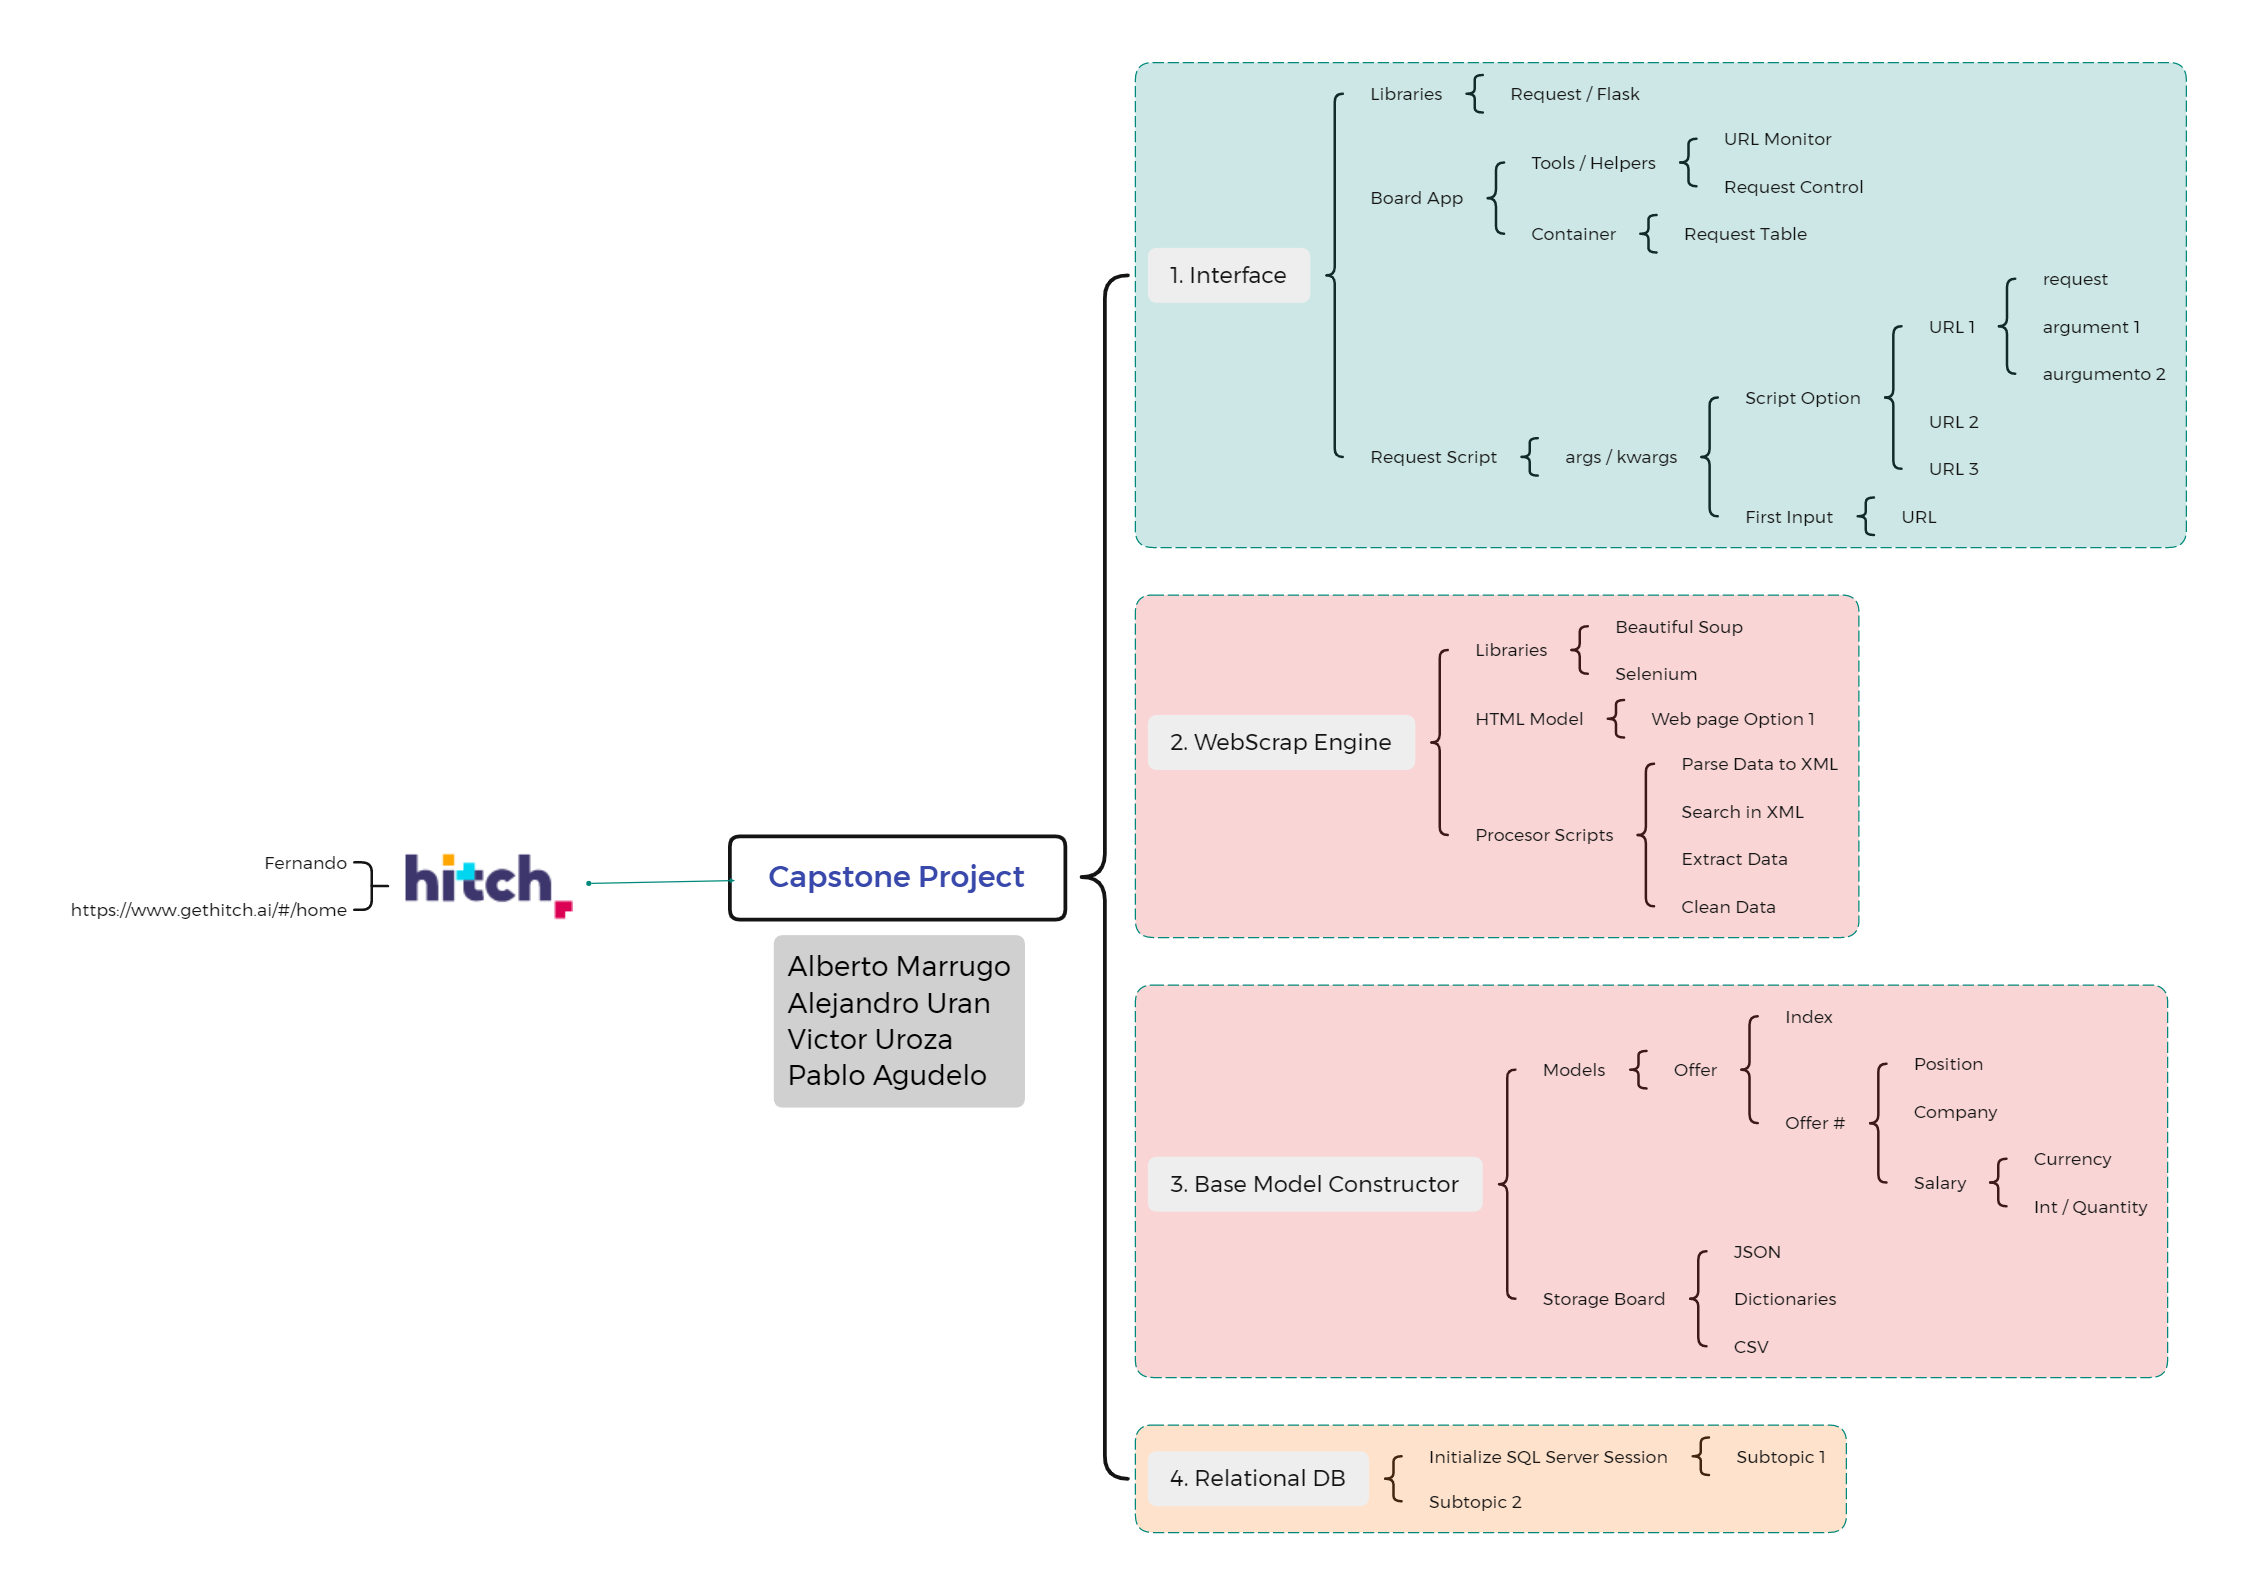 Libraries
Request / Flask
Board App
Tools / Helpers
URL Monitor
Request Control
Container
Request Table
1. Interface
Request Script
args / kwargs
Script Option
URL 1
request
argument 1
aurgumento 2
URL 2
URL 3
First Input
URL
2. WebScrap Engine
Libraries
Beautiful Soup
Selenium
HTML Model
Web page Option 1
Procesor Scripts
Parse Data to XML
Search in XML
Extract Data
Clean Data
Fernando
https://www.gethitch.ai/#/home
hitch
Capstone Project
Alberto Marrugo
Alejandro Uran
Victor Uroza
Pablo Agudelo
3. Base Model Constructor
Models
Offer
Index
Offer #
Position
Company
Salary
Currency
Int / Quantity
Storage Board
JSON
Dictionaries
CSV
4. Relational DB
Initialize SQL Server Session
Subtopic 1
Subtopic 2